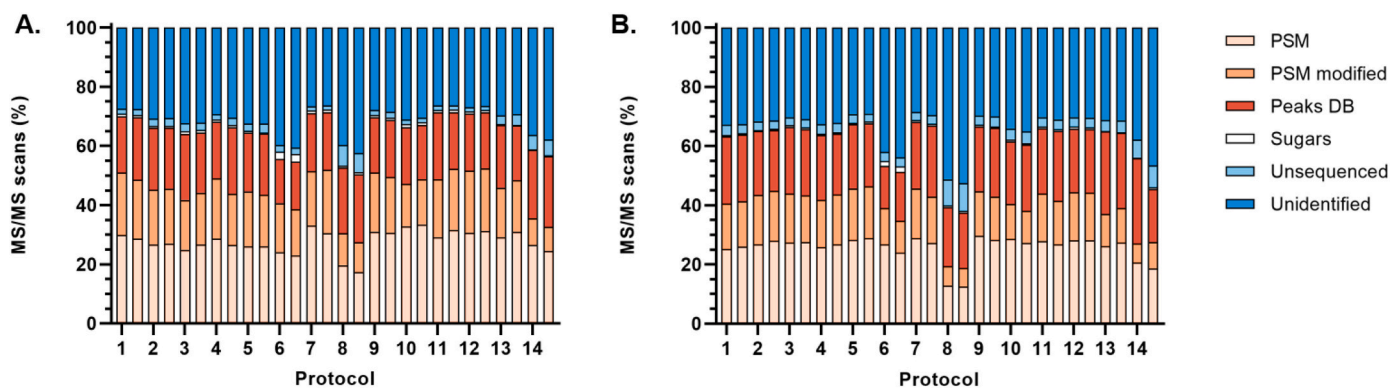 A.
MS/MS scans (%)
100
80
60
40
20
0
1 2 3 4 5 6 7 8 9 10 11 12 13 14
Protocol
B.
MS/MS scans (%)
100
80
60
40
20
0
1 2 3 4 5 6 7 8 9 10 11 12 13 14
Protocol
PSM
PSM modified
Peaks DB
Sugars
Unsequenced
Unidentified